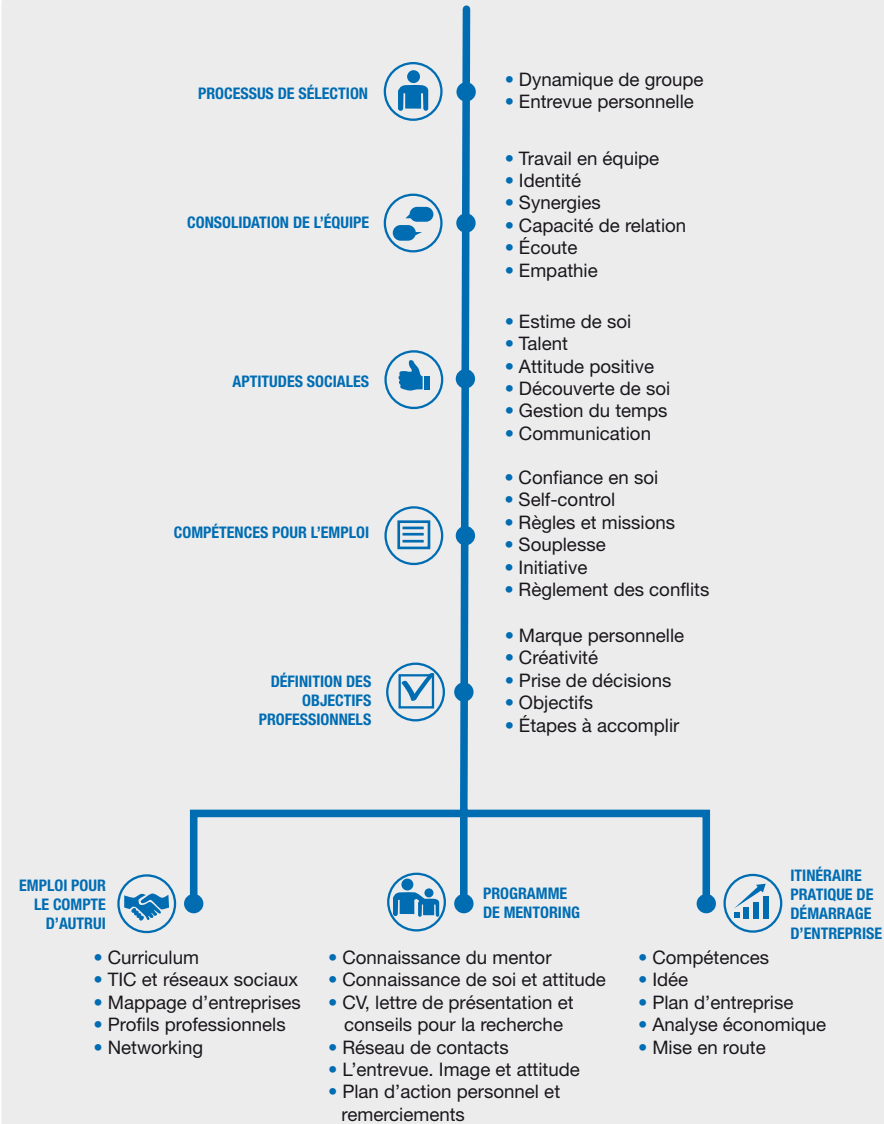 PROCESSUS DE SÉLECTION
• Dynamique de groupe
• Entrevue personnelle
CONSOLIDATION DE L’ÉQUIPE
• Travail en équipe
• Identité
• Synergies
• Capacité de relation
• Écoute
• Empathie
APTITUDES SOCIALES
• Estime de soi
• Talent
• Attitude positive
• Découverte de soi
• Gestion du temps
• Communication
COMPÉTENCES POUR L’EMPLOI
• Confiance en soi
• Self-control
• Règles et missions
• Souplesse
• Initiative
• Règlement des conflits
DÉFINITION DES
OBJECTIFS
PROFESSIONNELS
• Marque personnelle
• Créativité
• Prise de décisions
• Objectifs
• Étapes à accomplir
EMPLOI POUR
LE COMPTE
D’AUTRUI
• Curriculum
• TIC et réseaux sociaux
• Mappage d’entreprises
• Profils professionnels
• Networking
PROGRAMME
DE MENTORING
• Connaissance du mentor
• Connaissance de soi et attitude
• CV, lettre de présentation et
conseils pour la recherche
• Réseau de contacts
• L’entrevue. Image et attitude
• Plan d’action personnel et
remerciements
ITINÉRAIRE
PRATIQUE DE
DÉMARRAGE
D’ENTREPRISE
• Compétences
• Idée
• Plan d’entreprise
• Analyse économique
• Mise en route